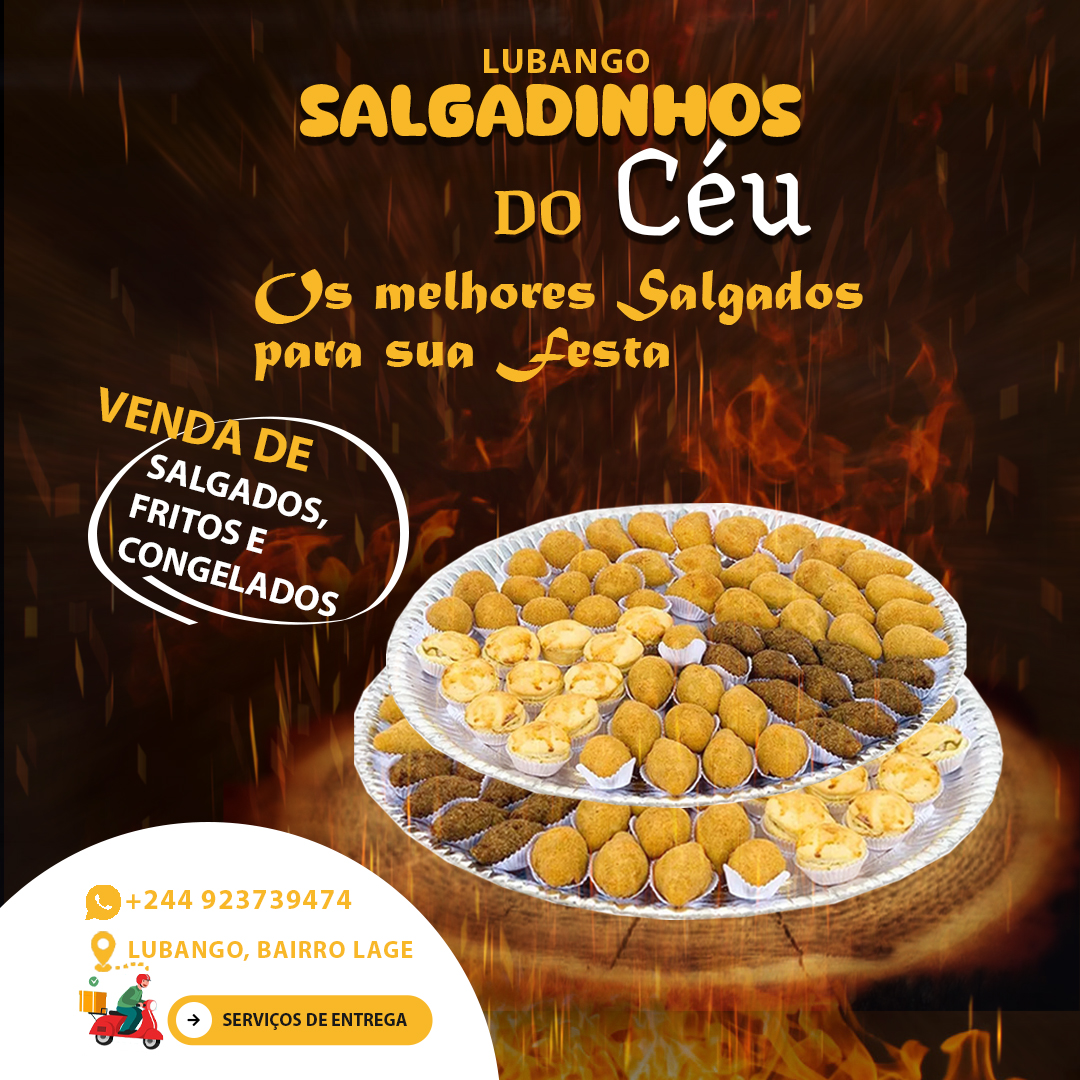 LUBANGO
SALGADINHOS
DO Céu
Os melhores Salgados
para sua Festa
VENDA DE
SALGADOS,
FRITOS E
CONGELADOS
+244 923739474
LUBANGO, BAIRRO LAGE
SERVIÇOS DE ENTREGA